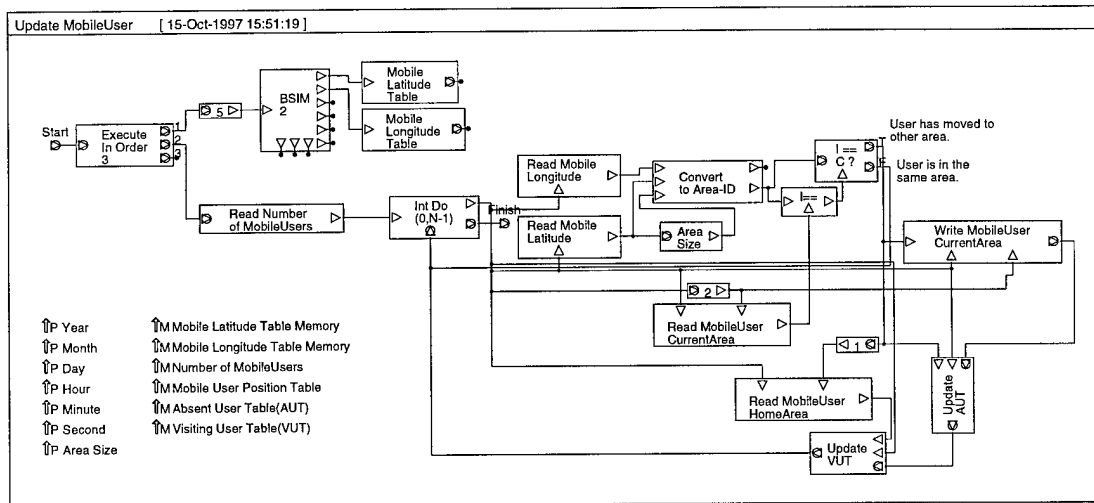 Update MobileUser [ 15-Oct-1997 15:51:19 ]
Start
Execute
In Order
3
1
2
3
5
BSIM
2
Mobile
Latitude
Table
Mobile
Longitude
Table
Read Number
of MobileUsers
Int Do
(0,N-1)
Finish
Read Mobile
Longitude
Read Mobile
Latitude
Convert
to Area-ID
Area
Size
I ==
C ?
I==
User has moved to
other area.
User is in the
same area.
Write MobileUser
CurrentArea
2
Read MobileUser
CurrentArea
1
Read MobileUser
HomeArea
Update
AUT
Update
VUT
⇧P Year
⇧P Month
⇧P Day
⇧P Hour
⇧P Minute
⇧P Second
⇧P Area Size
⇧M Mobile Latitude Table Memory
⇧M Mobile Longitude Table Memory
⇧M Number of MobileUsers
⇧M Mobile User Position Table
⇧M Absent User Table(AUT)
⇧M Visiting User Table(VUT)